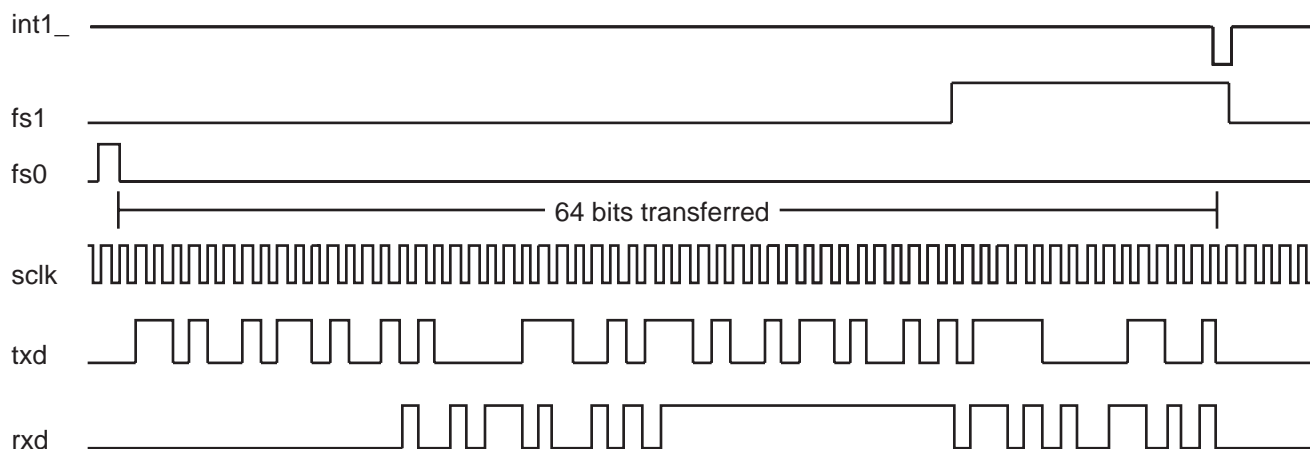 int1_
fs1
fs0
64 bits transferred
sclk
txd
rxd